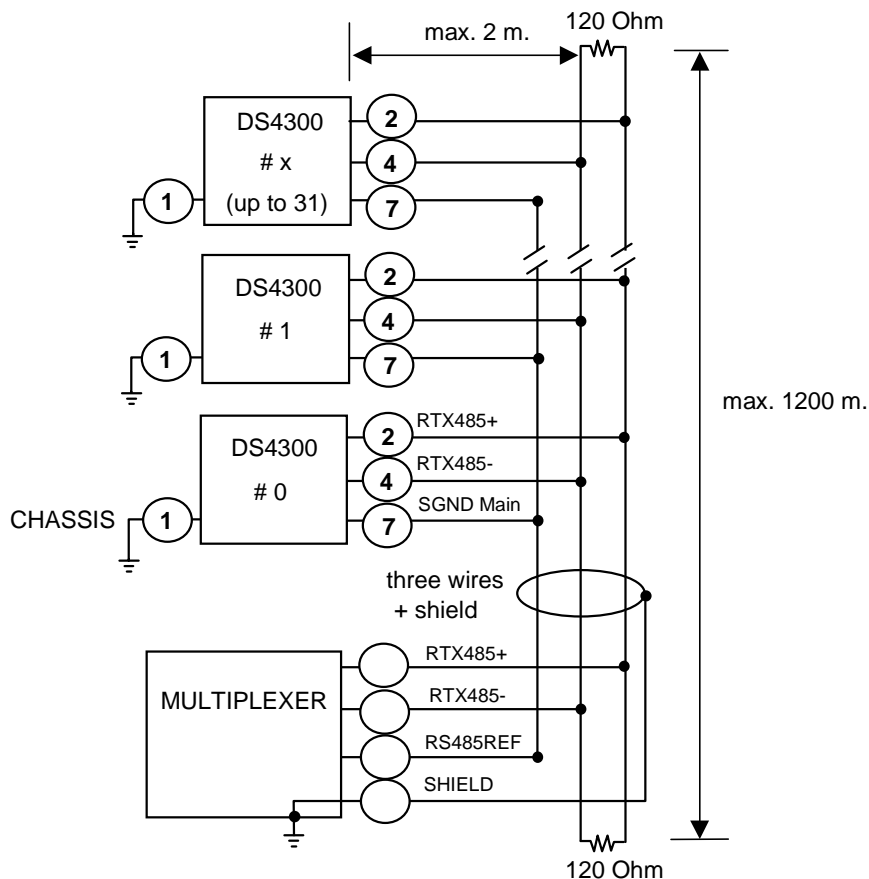 120 Ohm
max. 2 m.
DS4300
# x
(up to 31)
2
4
7
1
DS4300
# 1
2
4
7
1
max. 1200 m.
DS4300
# 0
2
RTX485+
4
RTX485-
7
SGND Main
CHASSIS
1
three wires
+ shield
MULTIPLEXER
RTX485+
RTX485-
RS485REF
SHIELD
120 Ohm